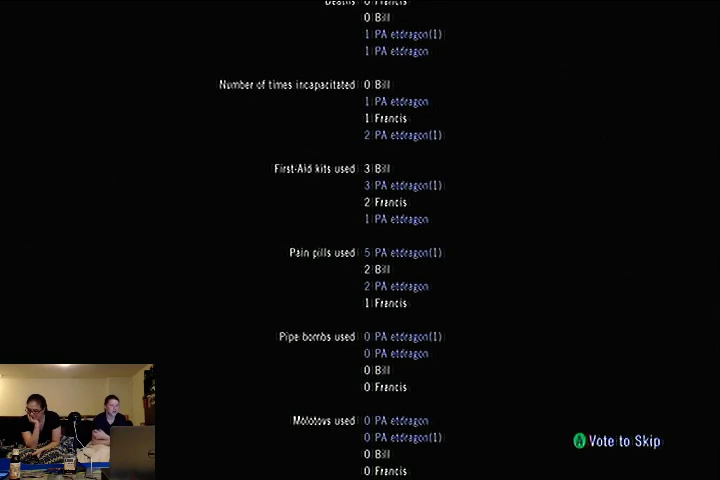 Deaths 0 Francis
0 Bill
1 PA etdragon(1)
1 PA etdragon
Number of times incapacitated 0 Bill
1 PA etdragon
1 Francis
2 PA etdragon(1)
First-Aid kits used 3 Bill
3 PA etdragon(1)
2 Francis
1 PA etdragon
Pain pills used 5 PA etdragon(1)
2 Bill
2 PA etdragon
1 Francis
Pipe bombs used 0 PA etdragon(1)
0 PA etdragon
0 Bill
0 Francis
Molotovs used 0 PA etdragon
0 PA etdragon(1)
A Vote to Skip
0 Bill
0 Francis